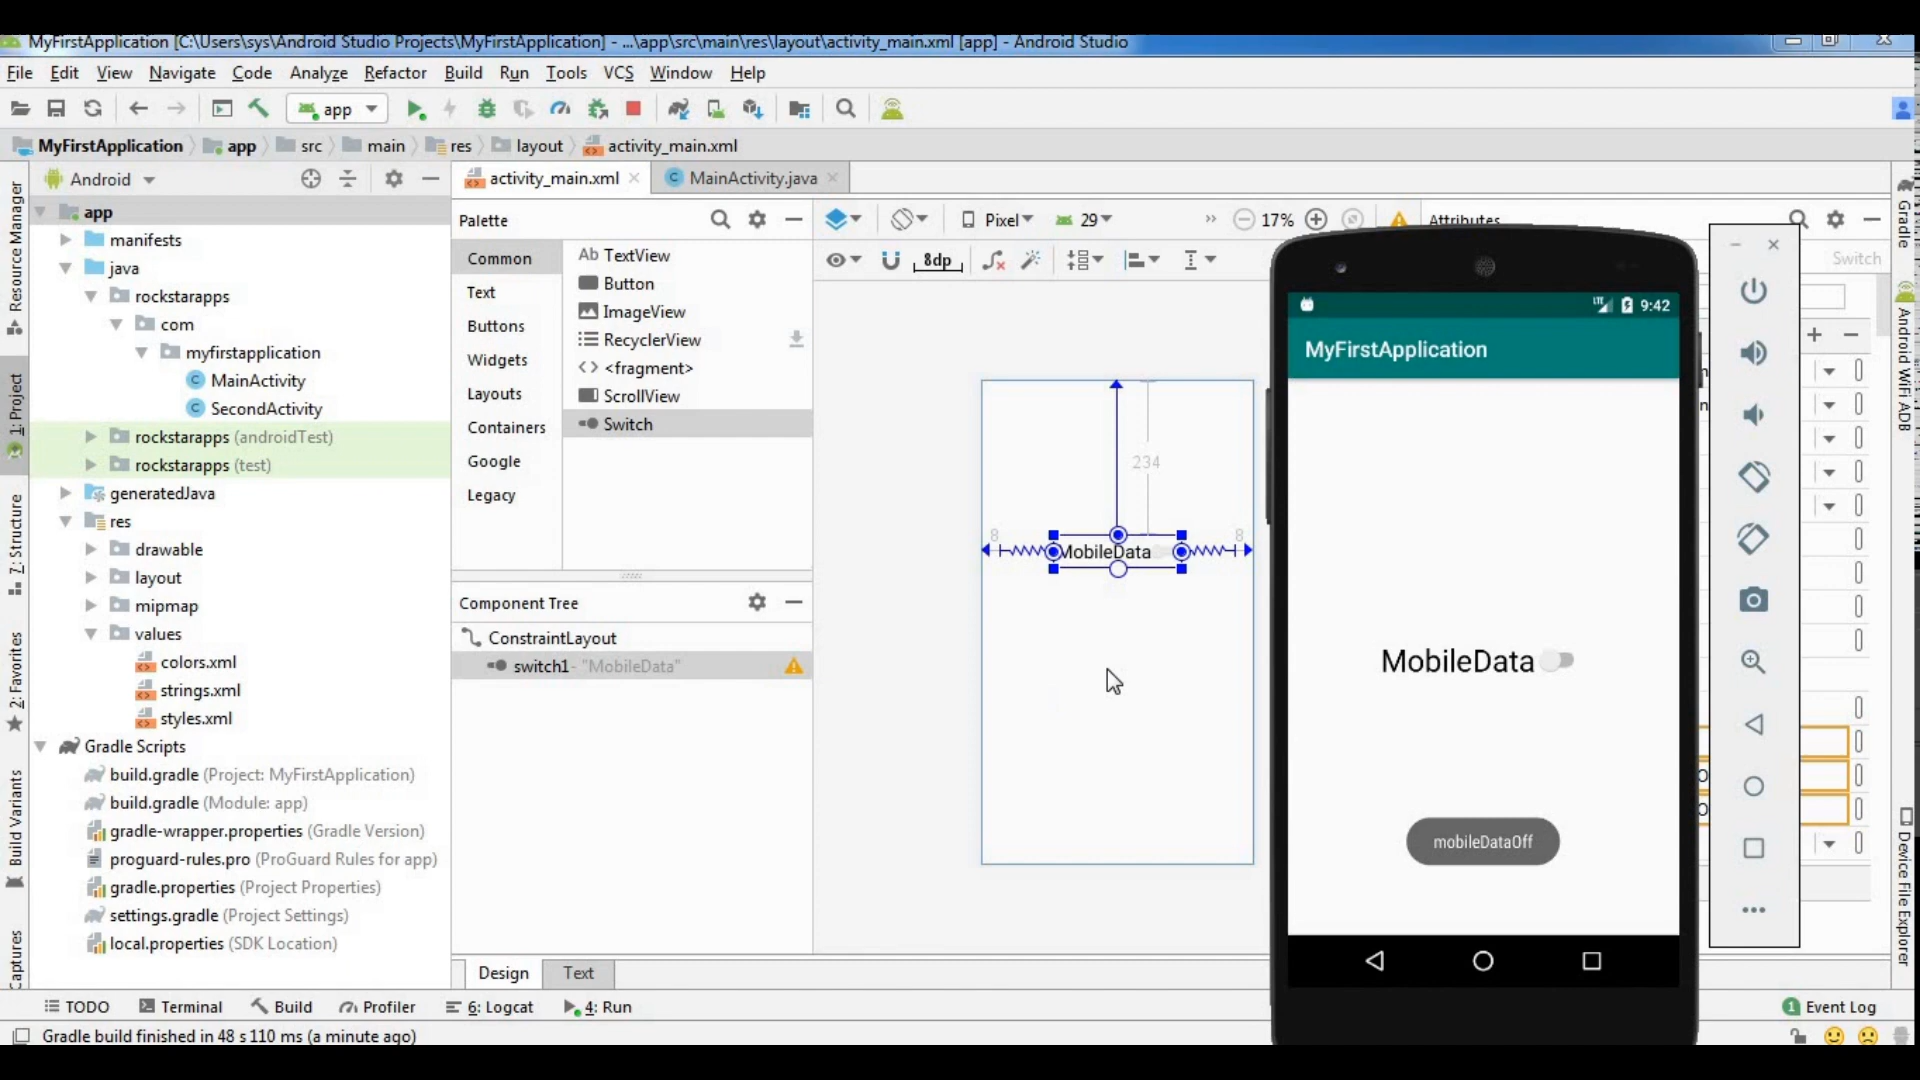 MyFirstApplication [C:\Users\sys\Android Studio Projects\MyFirstApplication] - ...\app\src\main\res\layout\activity_main.xml [app] - Android Studio
File Edit View Navigate Code Analyze Refactor Build Run Tools VCS Window Help
app
MyFirstApplication app src main res layout activity_main.xml
Android
activity_main.xml
MainActivity.java
Resource Manager
1: Project
7: Structure
2: Favorites
Build Variants
Captures
app
manifests
java
rockstarapps
com
myfirstapplication
MainActivity
SecondActivity
rockstarapps (androidTest)
rockstarapps (test)
generatedJava
res
drawable
layout
mipmap
values
colors.xml
strings.xml
styles.xml
Gradle Scripts
build.gradle (Project: MyFirstApplication)
build.gradle (Module: app)
gradle-wrapper.properties (Gradle Version)
proguard-rules.pro (ProGuard Rules for app)
gradle.properties (Project Properties)
settings.gradle (Project Settings)
local.properties (SDK Location)
Palette
Common
Text
Buttons
Widgets
Layouts
Containers
Google
Legacy
Ab TextView
Button
ImageView
RecyclerView
<> <fragment>
ScrollView
Switch
Component Tree
ConstraintLayout
switch1 - "MobileData"
Design
Text
Pixel
29
»
17%
8dp
234
8
8
MobileData
Attributes
Switch
LTE
9:42
MyFirstApplication
MobileData
mobileDataOff
Gradle
Android WiFi ADB
Device File Explorer
TODO
Terminal
Build
Profiler
6: Logcat
4: Run
1 Event Log
Gradle build finished in 48 s 110 ms (a minute ago)